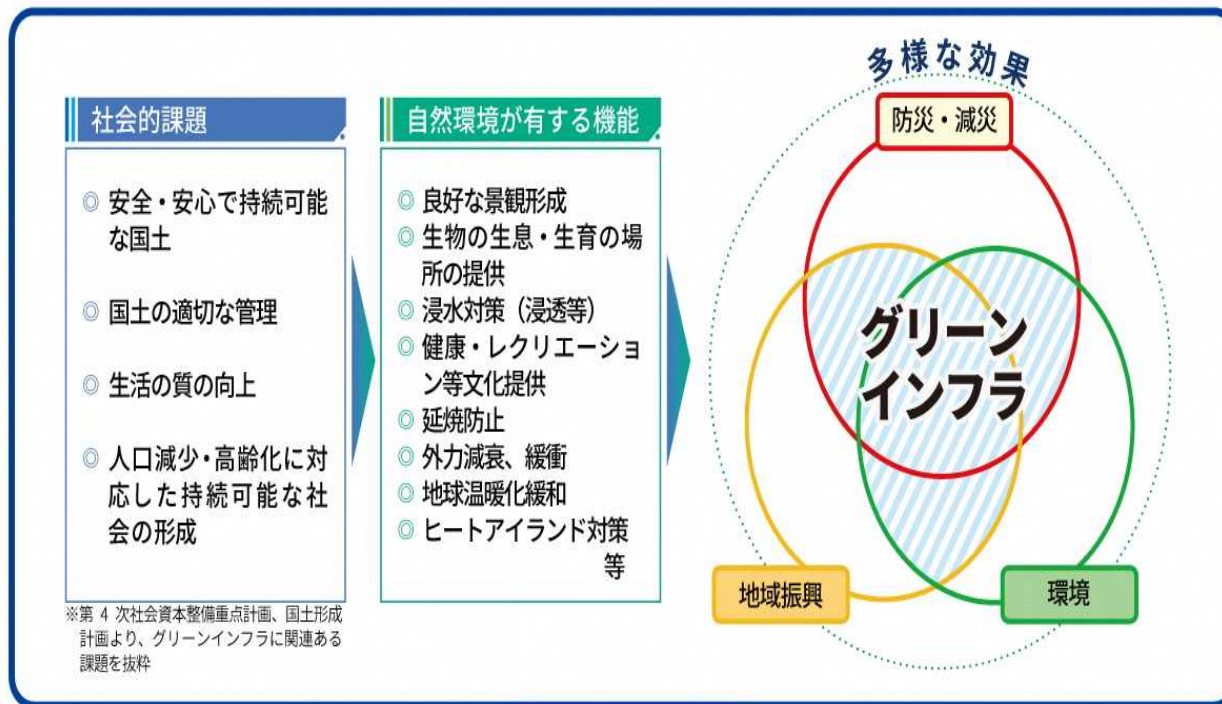 社会的課題
◎ 安全・安心で持続可能
な国土
◎ 国土の適切な管理
◎ 生活の質の向上
◎ 人口減少・高齢化に対
応した持続可能な社
会の形成
※第 4 次社会資本整備重点計画、国土形成
計画より、グリーンインフラに関連ある
課題を抜粋
自然環境が有する機能
◎ 良好な景観形成
◎ 生物の生息・生育の場
所の提供
◎ 浸水対策（浸透等）
◎ 健康・レクリエーショ
ン等文化提供
◎ 延焼防止
◎ 外力減衰、緩衝
◎ 地球温暖化緩和
◎ ヒートアイランド対策
等
多様な効果
防災・減災
グリーン
インフラ
地域振興
環境